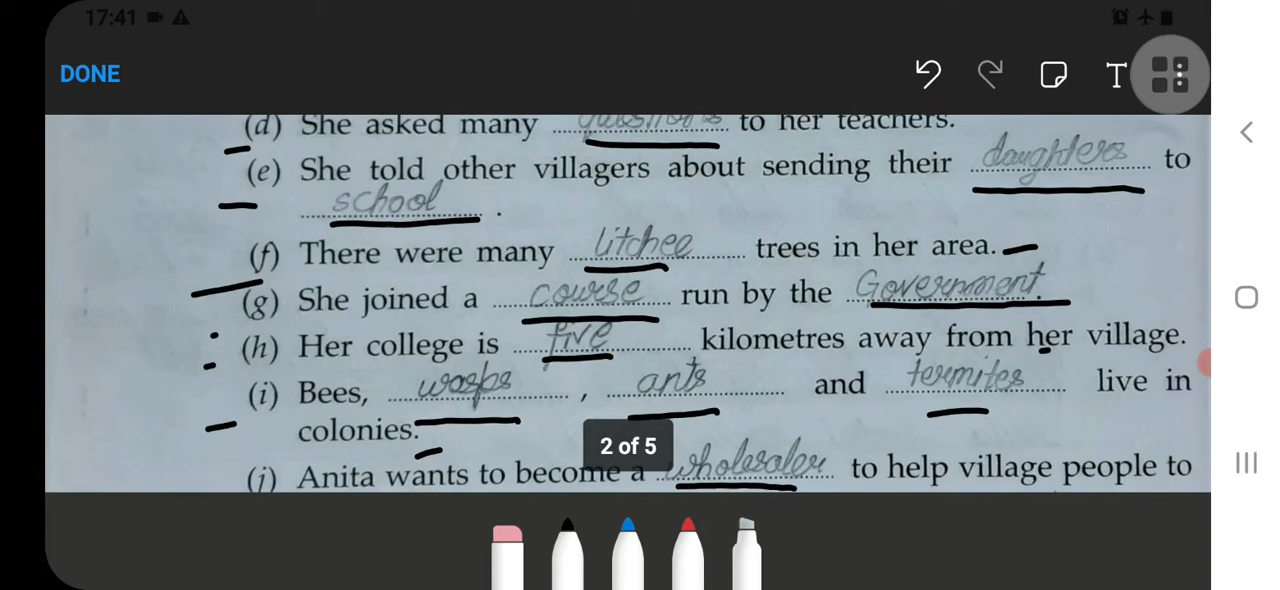 17:41
DONE
T
(d) She asked many questions to her teachers.
(e) She told other villagers about sending their daughters to
school .
(f) There were many litchee trees in her area.
(g) She joined a course run by the Government.
(h) Her college is five kilometres away from her village.
(i) Bees, wasps , ants and termites live in
colonies.
2 of 5
(j) Anita wants to become a wholesaler to help village people to